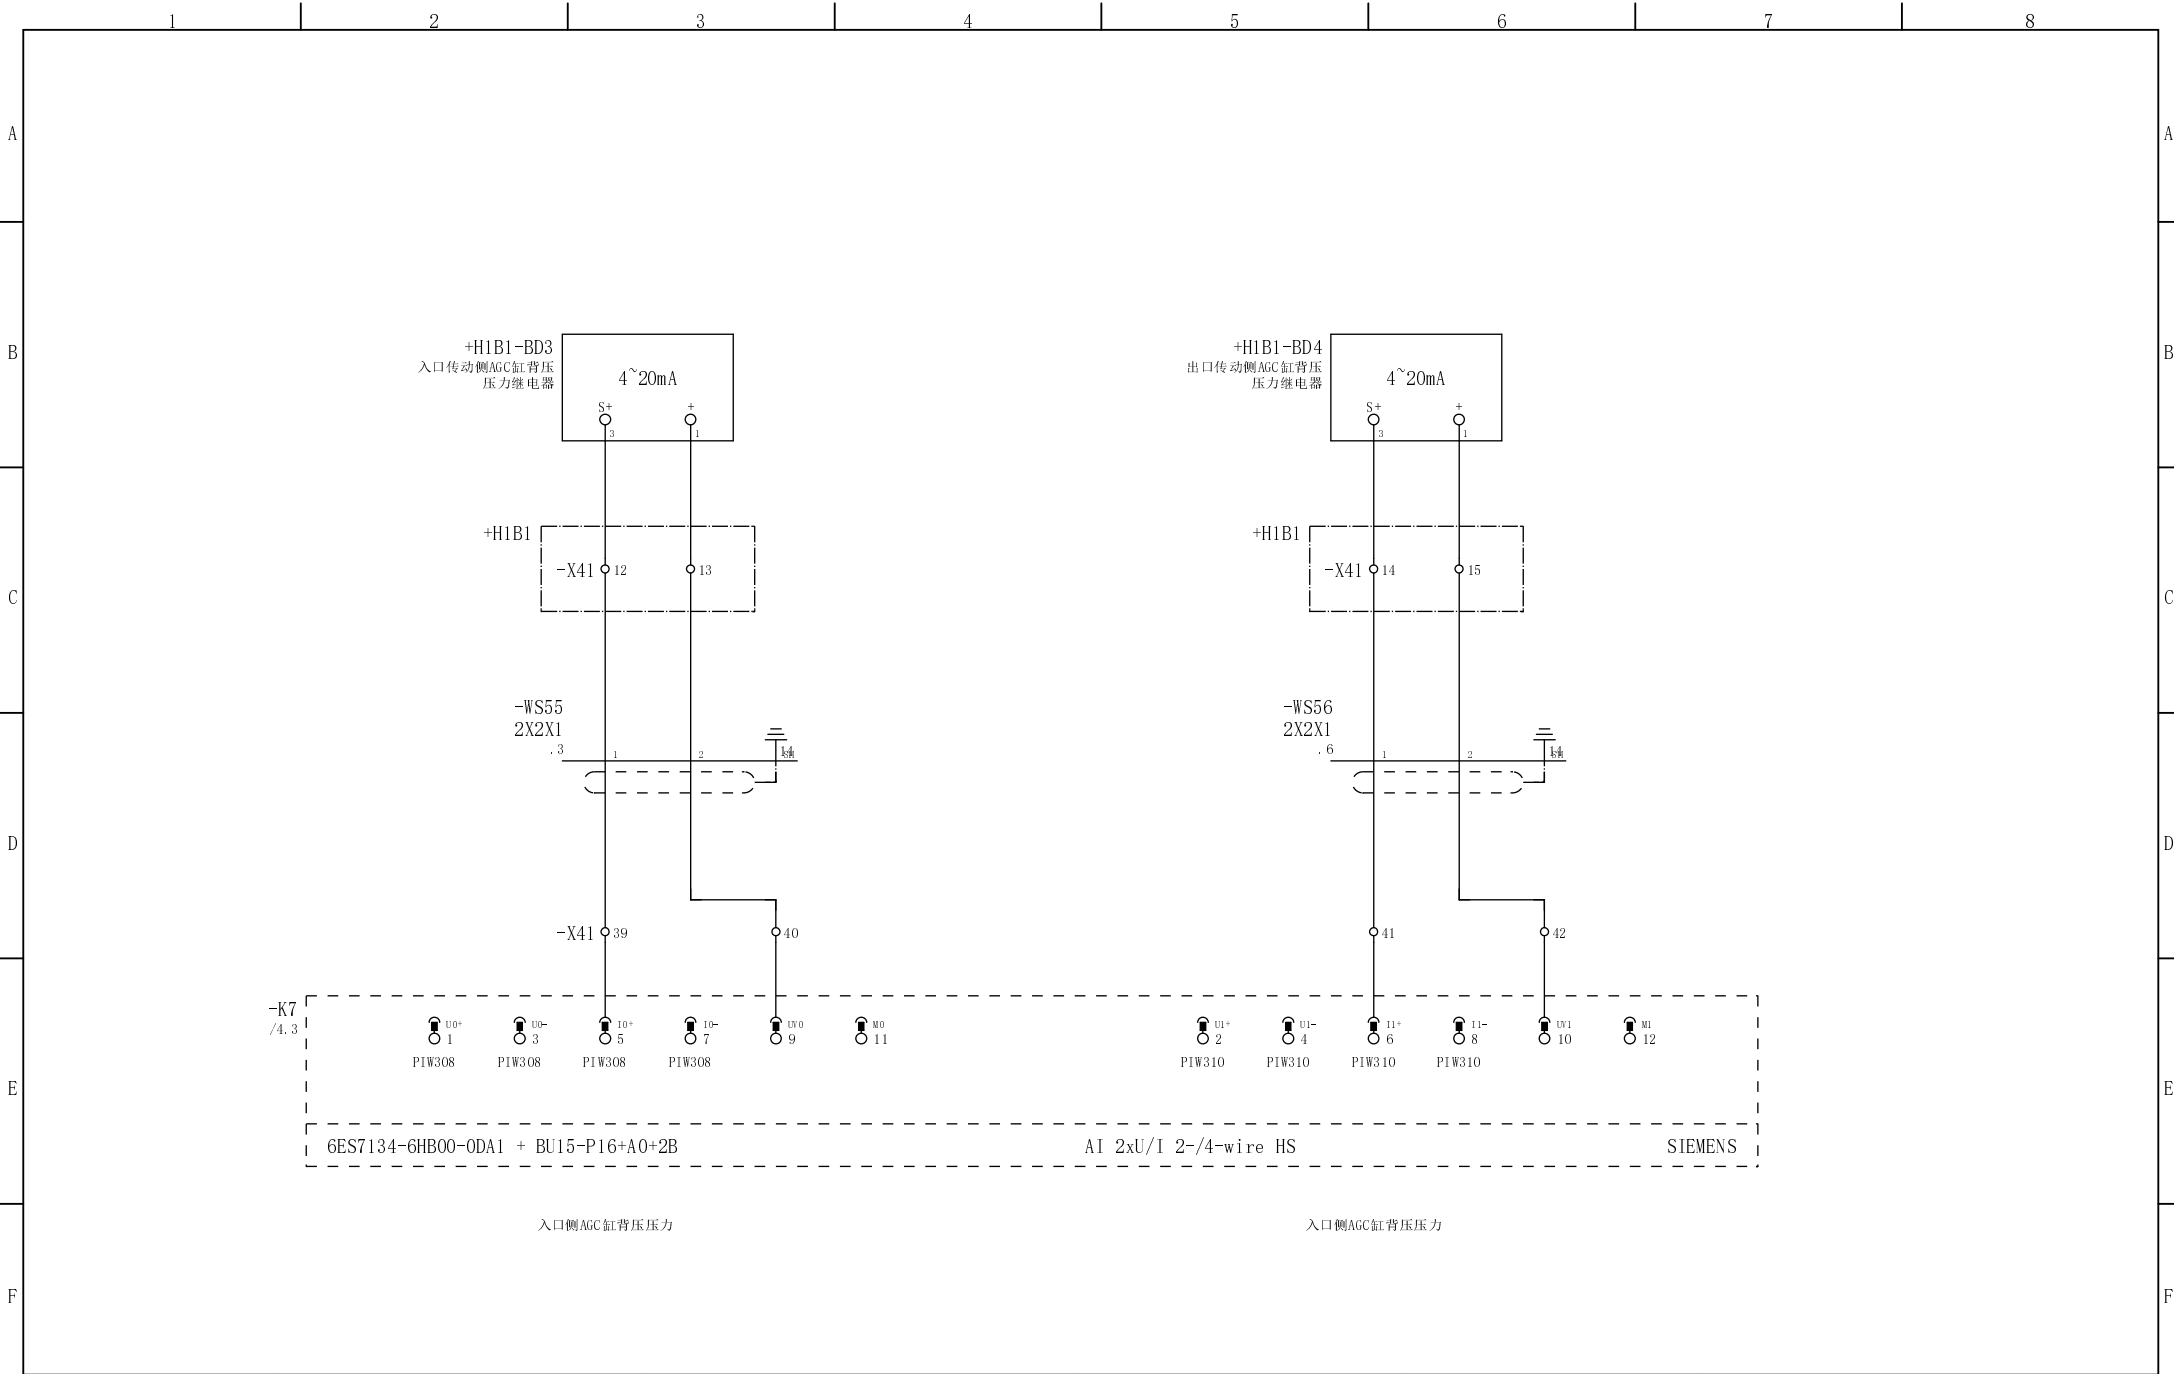 1 2 3 4 5 6 7 8
A A
B B
C C
D D
E E
F F
+H1B1-BD3
入口传动侧AGC缸背压
压力继电器
4~20mA
S+ +
3 1
+H1B1
-X41 12 13
-WS55
2X2X1
.3 1 2 14
-X41 39 40
+H1B1-BD4
出口传动侧AGC缸背压
压力继电器
4~20mA
S+ +
3 1
+H1B1
-X41 14 15
-WS56
2X2X1
.6 1 2 14
41 42
-K7
/4.3
U0+ U0- I0+ I0- UV0 M0 U1+ U1- I1+ I1- UV1 M1
1 3 5 7 9 11 2 4 6 8 10 12
PIW308 PIW308 PIW308 PIW308 PIW310 PIW310 PIW310 PIW310
6ES7134-6HB00-0DA1 + BU15-P16+A0+2B AI 2xU/I 2-/4-wire HS SIEMENS
入口侧AGC缸背压压力 入口侧AGC缸背压压力